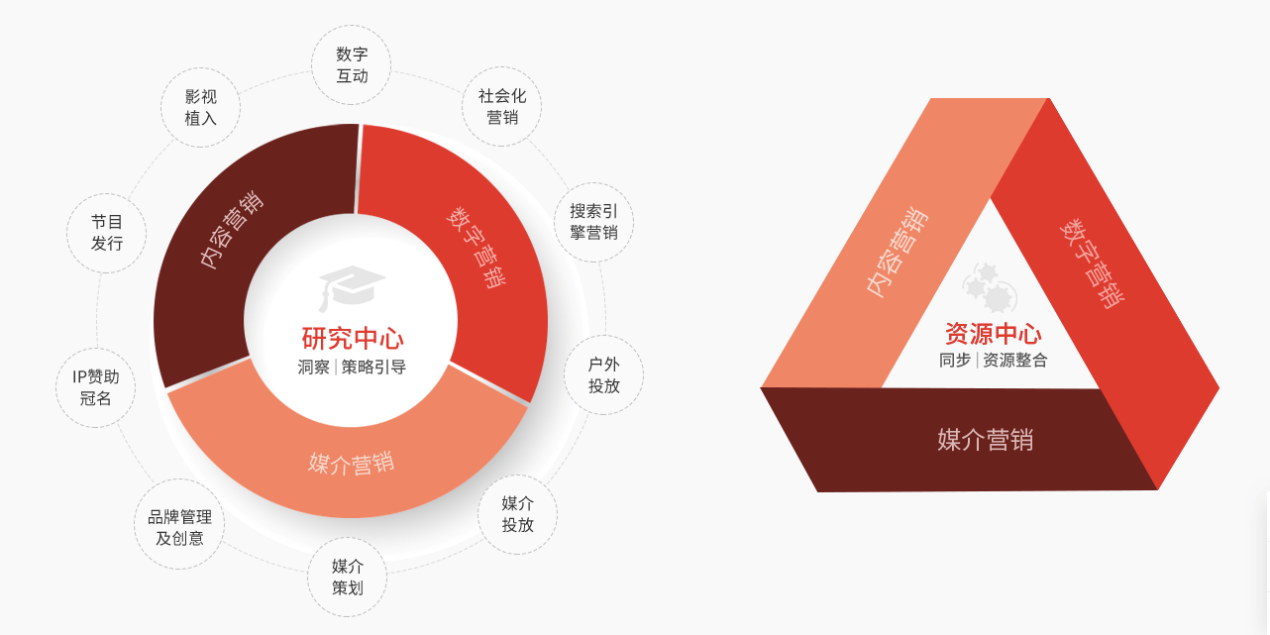 数字
互动
社会化
营销
搜索引
擎营销
户外
投放
媒介
投放
媒介
策划
品牌管理
及创意
IP赞助
冠名
节目
发行
影视
植入
内容营销
数字营销
媒介营销
研究中心
洞察|策略引导
内容营销
数字营销
媒介营销
资源中心
同步|资源整合